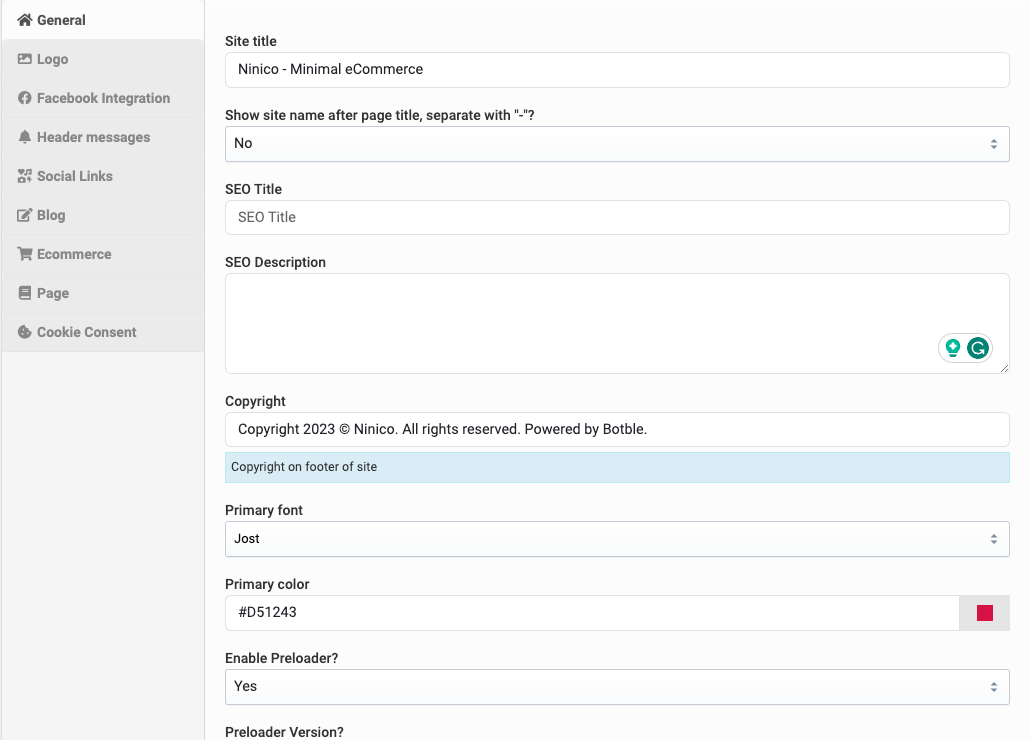 General
Logo
Facebook Integration
Header messages
Social Links
Blog
Ecommerce
Page
Cookie Consent
Site title
Ninico - Minimal eCommerce
Show site name after page title, separate with "-"?
No
SEO Title
SEO Title
SEO Description
Copyright
Copyright 2023 © Ninico. All rights reserved. Powered by Botble.
Copyright on footer of site
Primary font
Jost
Primary color
#D51243
Enable Preloader?
Yes
Preloader Version?